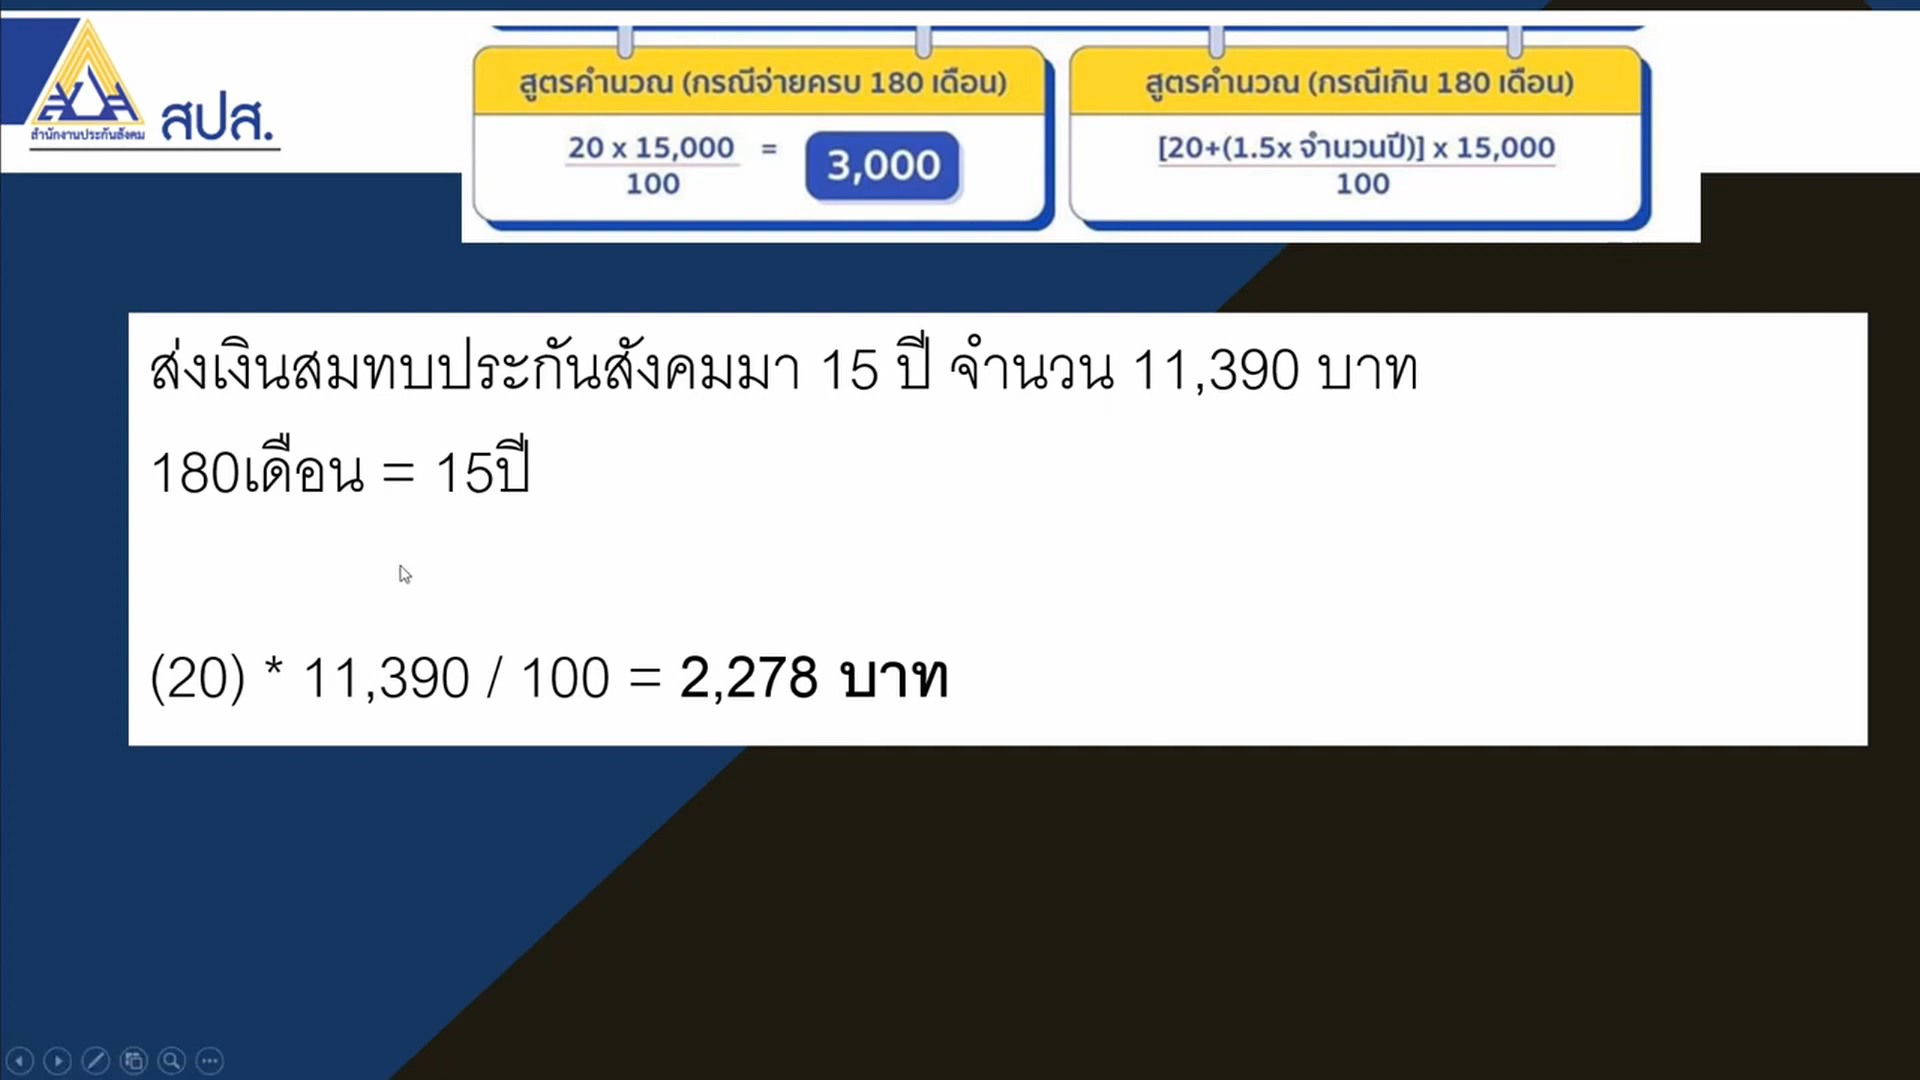 สำนักงานประกันสังคม
สปส.
สูตรคำนวณ (กรณีจ่ายครบ 180 เดือน)
20 x 15,000
=
3,000
100
สูตรคำนวณ (กรณีเกิน 180 เดือน)
[20+(1.5x จำนวนปี)] x 15,000
100
ส่งเงินสมทบประกันสังคมมา 15 ปี จำนวน 11,390 บาท
180เดือน = 15ปี
(20) * 11,390 / 100 = 2,278 บาท